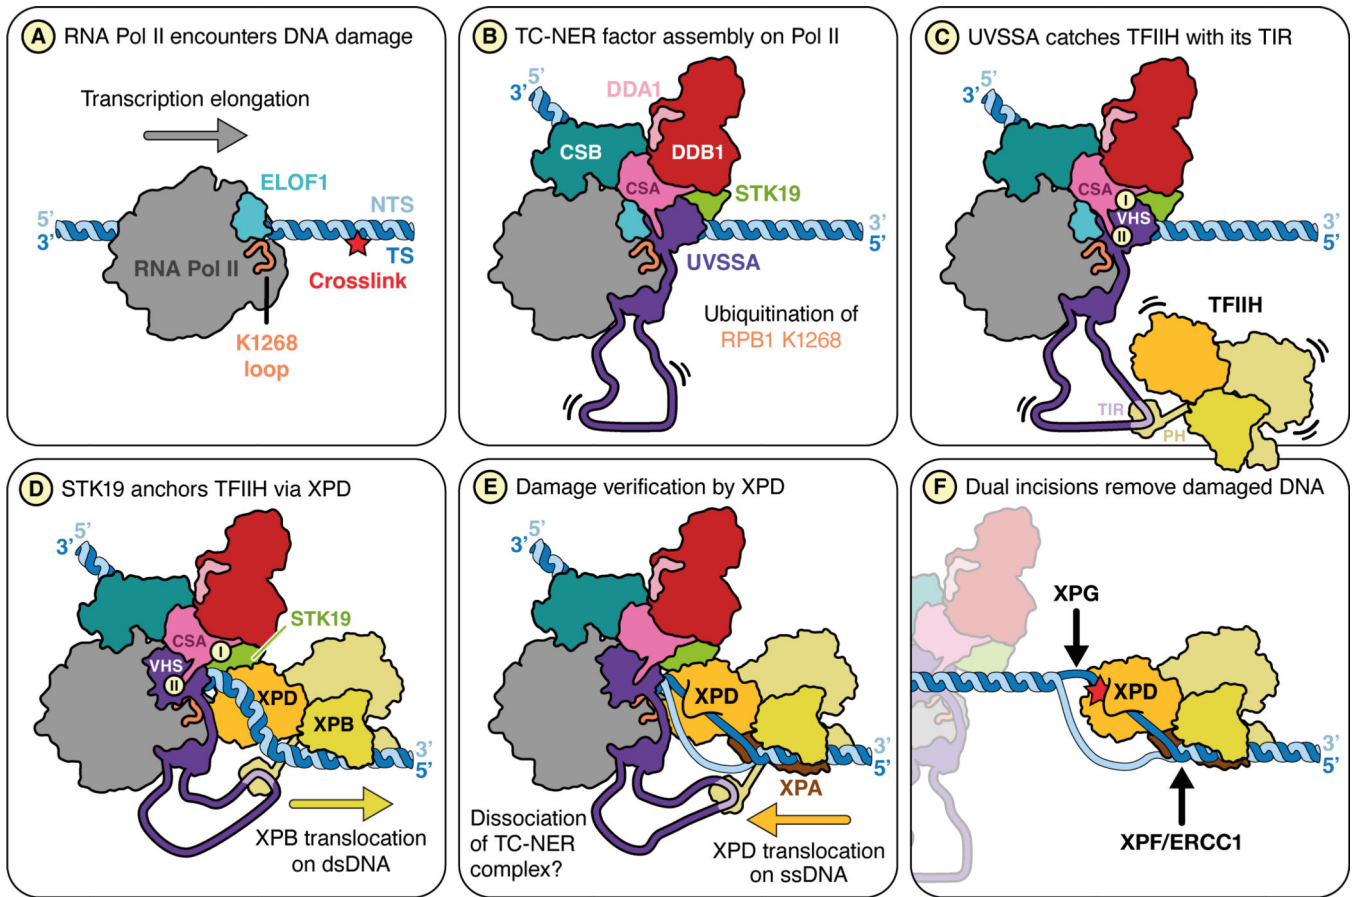 A RNA Pol II encounters DNA damage
Transcription elongation
ELOF1
NTS
5’
3’
TS
RNA Pol II
Crosslink
K1268
loop
B TC-NER factor assembly on Pol II
5’
3’
DDA1
CSB
DDB1
CSA
STK19
3’
5’
UVSSA
Ubiquitination of
RPB1 K1268
C UVSSA catches TFIIH with its TIR
5’
3’
CSA
I
VHS
II
3’
5’
TFIIH
TIR
PH
D STK19 anchors TFIIH via XPD
5’
3’
STK19
CSA
I
VHS
II
XPD
XPB
3’
5’
XPB translocation
on dsDNA
E Damage verification by XPD
5’
3’
XPD
3’
5’
XPA
Dissociation
of TC-NER
complex?
XPD translocation
on ssDNA
F Dual incisions remove damaged DNA
XPG
XPD
3’
5’
XPF/ERCC1